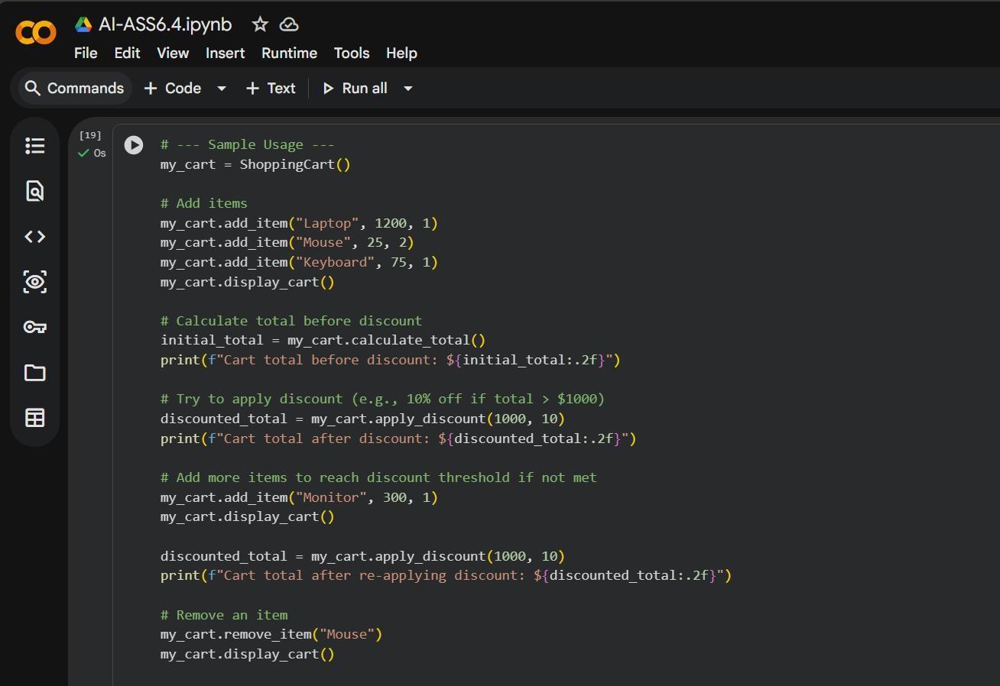 AI-ASS6.4.ipynb
File Edit View Insert Runtime Tools Help
Commands + Code + Text Run all
[19]
0s
# --- Sample Usage ---
my_cart = ShoppingCart()
# Add items
my_cart.add_item("Laptop", 1200, 1)
my_cart.add_item("Mouse", 25, 2)
my_cart.add_item("Keyboard", 75, 1)
my_cart.display_cart()
# Calculate total before discount
initial_total = my_cart.calculate_total()
print(f"Cart total before discount: ${initial_total:.2f}")
# Try to apply discount (e.g., 10% off if total > $1000)
discounted_total = my_cart.apply_discount(1000, 10)
print(f"Cart total after discount: ${discounted_total:.2f}")
# Add more items to reach discount threshold if not met
my_cart.add_item("Monitor", 300, 1)
my_cart.display_cart()
discounted_total = my_cart.apply_discount(1000, 10)
print(f"Cart total after re-applying discount: ${discounted_total:.2f}")
# Remove an item
my_cart.remove_item("Mouse")
my_cart.display_cart()